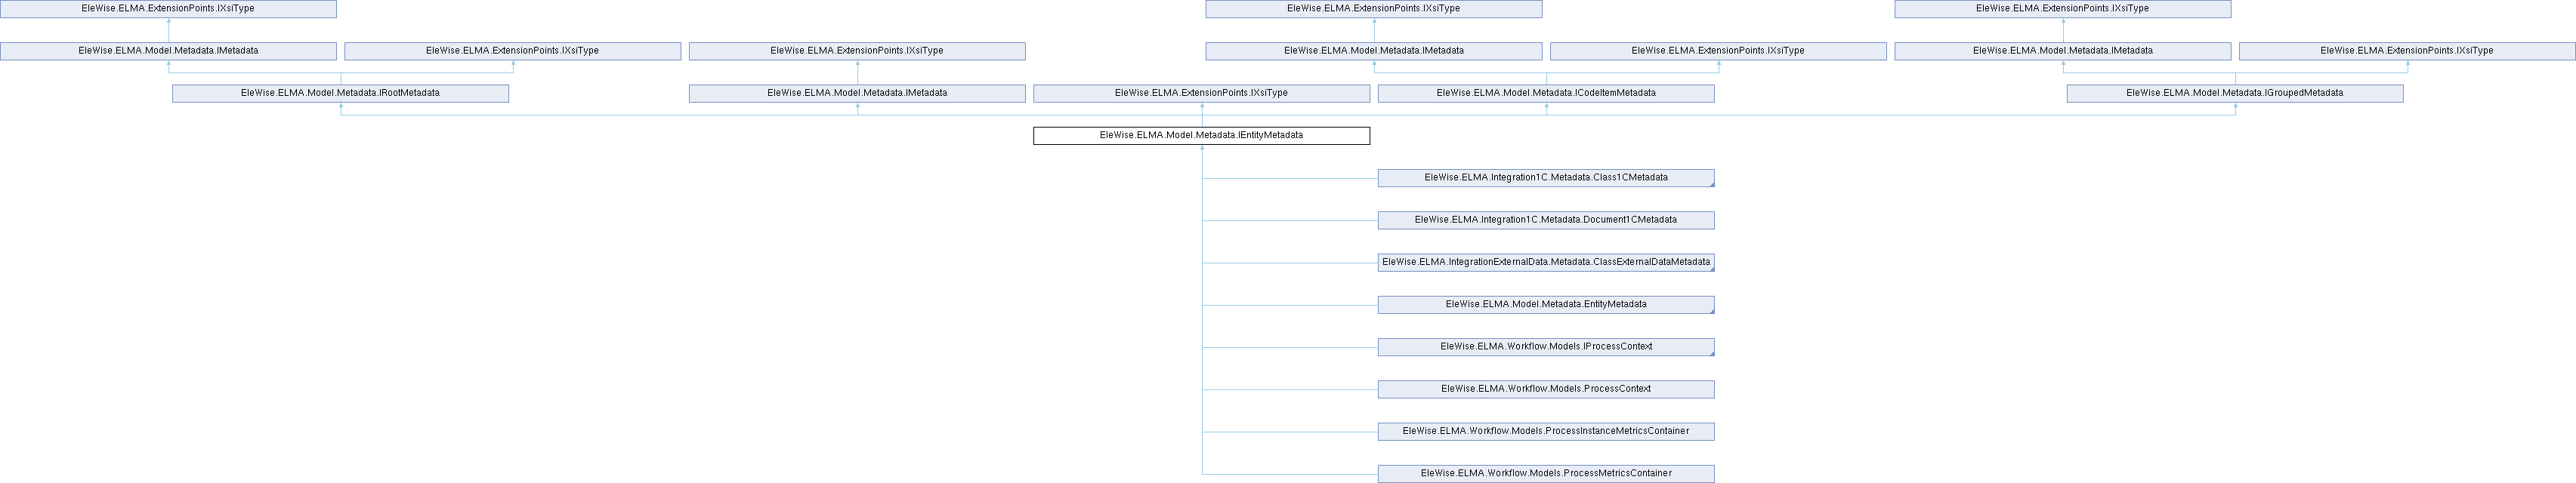 EleWise.ELMA.ExtensionPoints.IXsiType
EleWise.ELMA.ExtensionPoints.IXsiType
EleWise.ELMA.ExtensionPoints.IXsiType
EleWise.ELMA.Model.Metadata.IMetadata
EleWise.ELMA.ExtensionPoints.IXsiType
EleWise.ELMA.ExtensionPoints.IXsiType
EleWise.ELMA.Model.Metadata.IMetadata
EleWise.ELMA.ExtensionPoints.IXsiType
EleWise.ELMA.Model.Metadata.IMetadata
EleWise.ELMA.ExtensionPoints.IXsiType
EleWise.ELMA.Model.Metadata.IRootMetadata
EleWise.ELMA.Model.Metadata.IMetadata
EleWise.ELMA.ExtensionPoints.IXsiType
EleWise.ELMA.Model.Metadata.ICodeItemMetadata
EleWise.ELMA.Model.Metadata.IGroupedMetadata
EleWise.ELMA.Model.Metadata.IEntityMetadata
EleWise.ELMA.Integration1C.Metadata.Class1CMetadata
EleWise.ELMA.Integration1C.Metadata.Document1CMetadata
EleWise.ELMA.IntegrationExternalData.Metadata.ClassExternalDataMetadata
EleWise.ELMA.Model.Metadata.EntityMetadata
EleWise.ELMA.Workflow.Models.IProcessContext
EleWise.ELMA.Workflow.Models.ProcessContext
EleWise.ELMA.Workflow.Models.ProcessInstanceMetricsContainer
EleWise.ELMA.Workflow.Models.ProcessMetricsContainer